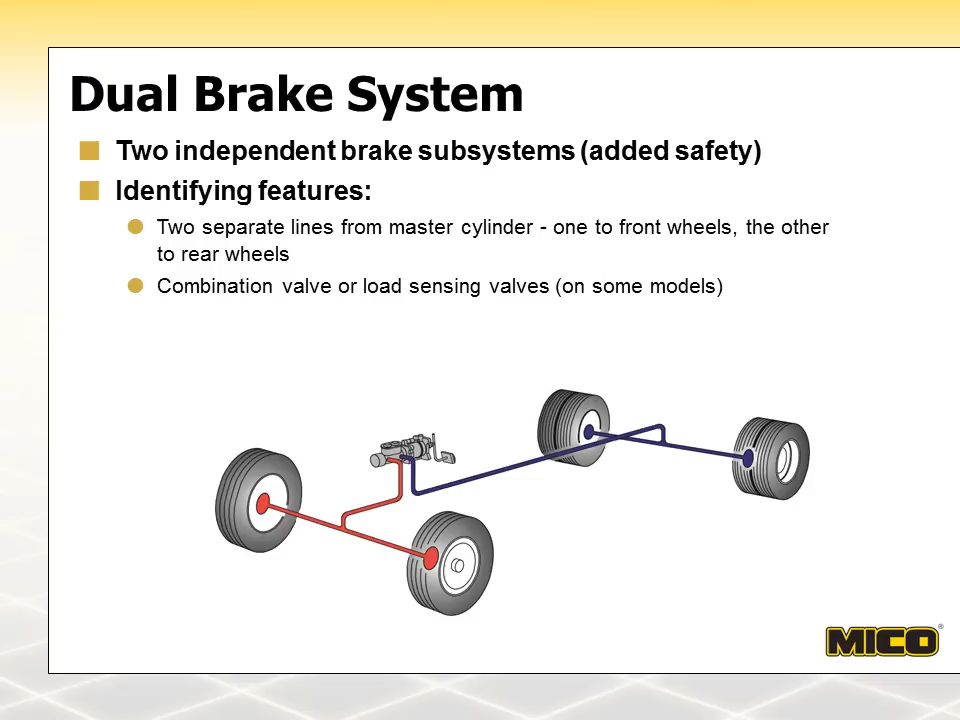 Dual Brake System
Two independent brake subsystems (added safety)
Identifying features:
Two separate lines from master cylinder - one to front wheels, the other
to rear wheels
Combination valve or load sensing valves (on some models)
MICO®